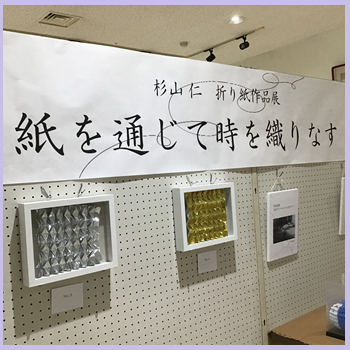 杉山仁 折り紙作品展
紙を通じて時を織りなす